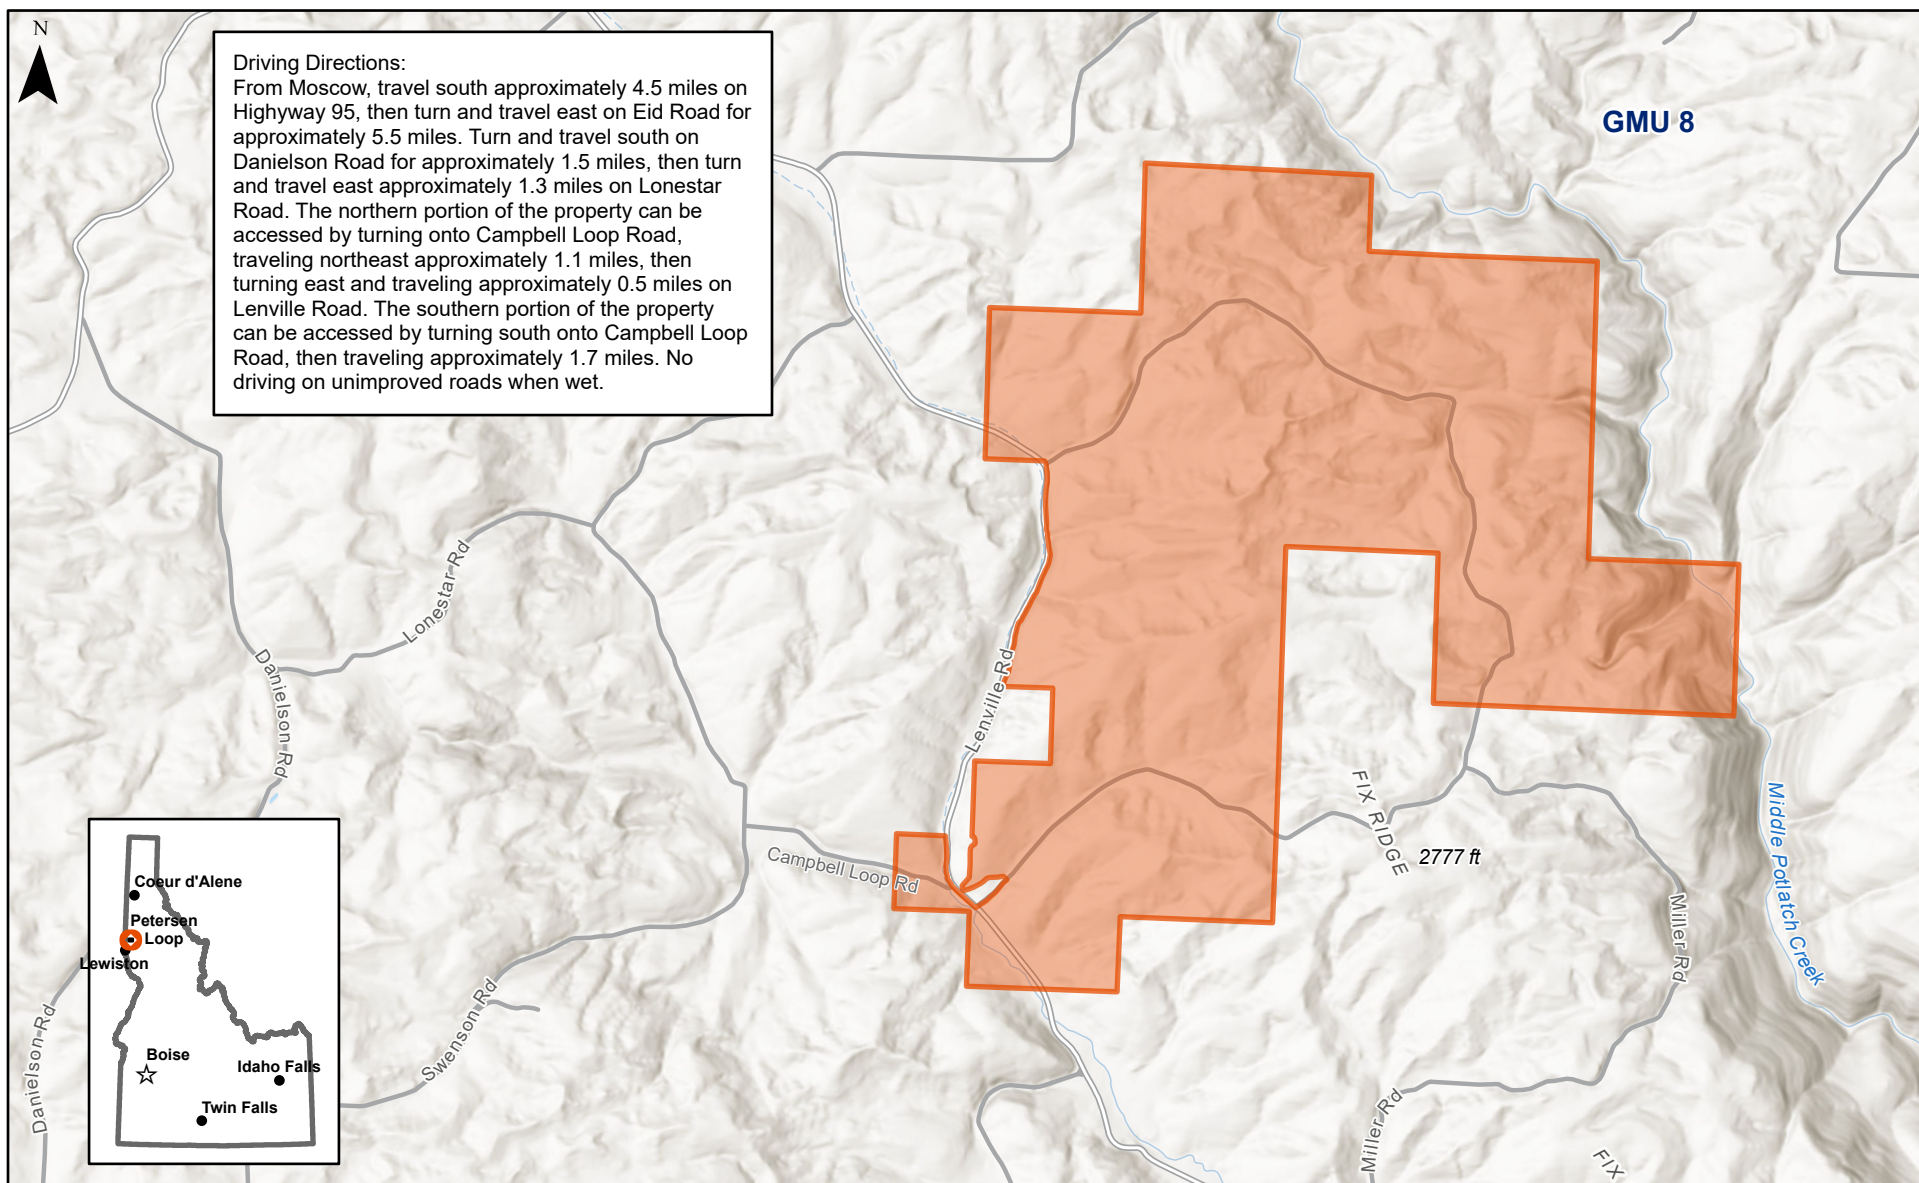 N
Driving Directions:
From Moscow, travel south approximately 4.5 miles on
Highyway 95, then turn and travel east on Eid Road for
approximately 5.5 miles. Turn and travel south on
Danielson Road for approximately 1.5 miles, then turn
and travel east approximately 1.3 miles on Lonestar
Road. The northern portion of the property can be
accessed by turning onto Campbell Loop Road,
traveling northeast approximately 1.1 miles, then
turning east and traveling approximately 0.5 miles on
Lenville Road. The southern portion of the property
can be accessed by turning south onto Campbell Loop
Road, then traveling approximately 1.7 miles. No
driving on unimproved roads when wet.
GMU 8
Lonestar Rd
Danielson Rd
Lenville Rd
Campbell Loop Rd
FIX RIDGE
2777 ft
Middle Potlatch Creek
Miller Rd
Swenson Rd
Danielson Rd
Miller Rd
FIX
Coeur d'Alene
Petersen
Loop
Lewiston
Boise
Idaho Falls
Twin Falls